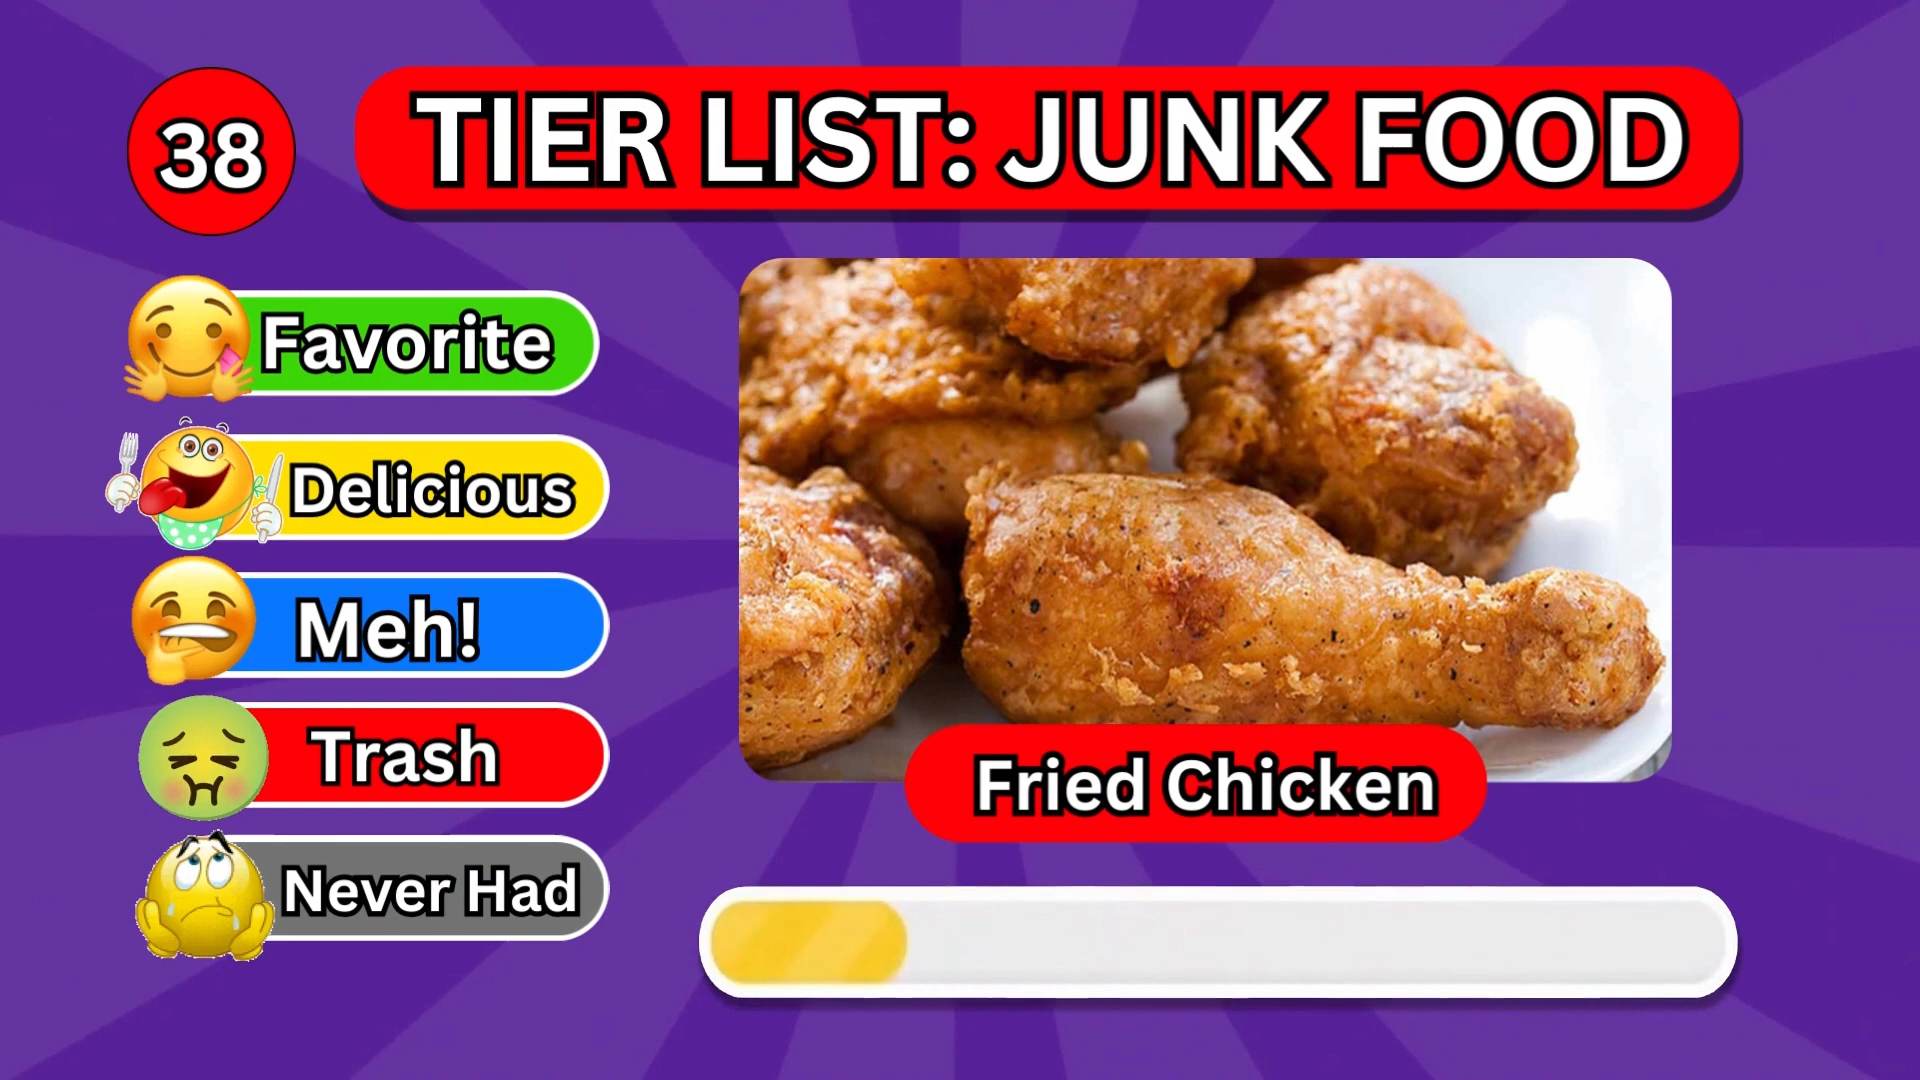 38
TIER LIST: JUNK FOOD
Favorite
Delicious
Meh!
Trash
Never Had
Fried Chicken